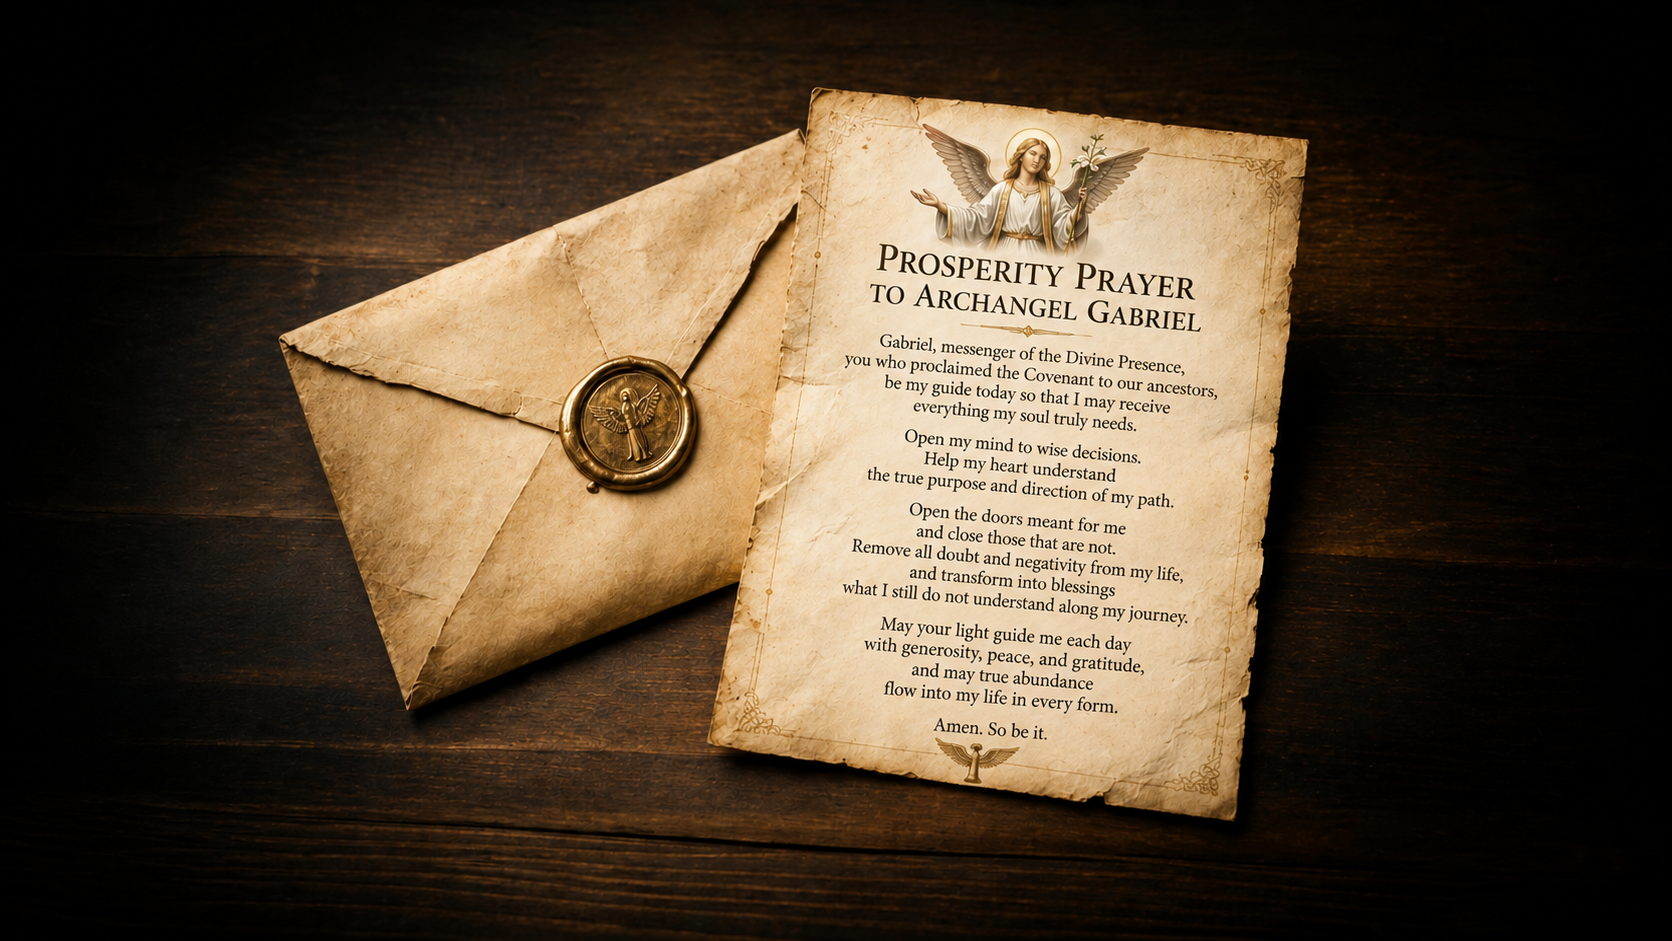 PROSPERITY PRAYER
TO ARCHANGEL GABRIEL
Gabriel, messenger of the Divine Presence,
you who proclaimed the Covenant to our ancestors,
be my guide today so that I may receive
everything my soul truly needs.
Open my mind to wise decisions.
Help my heart understand
the true purpose and direction of my path.
Open the doors meant for me
and close those that are not.
Remove all doubt and negativity from my life,
and transform into blessings
what I still do not understand along my journey.
May your light guide me each day
with generosity, peace, and gratitude,
and may true abundance
flow into my life in every form.
Amen. So be it.